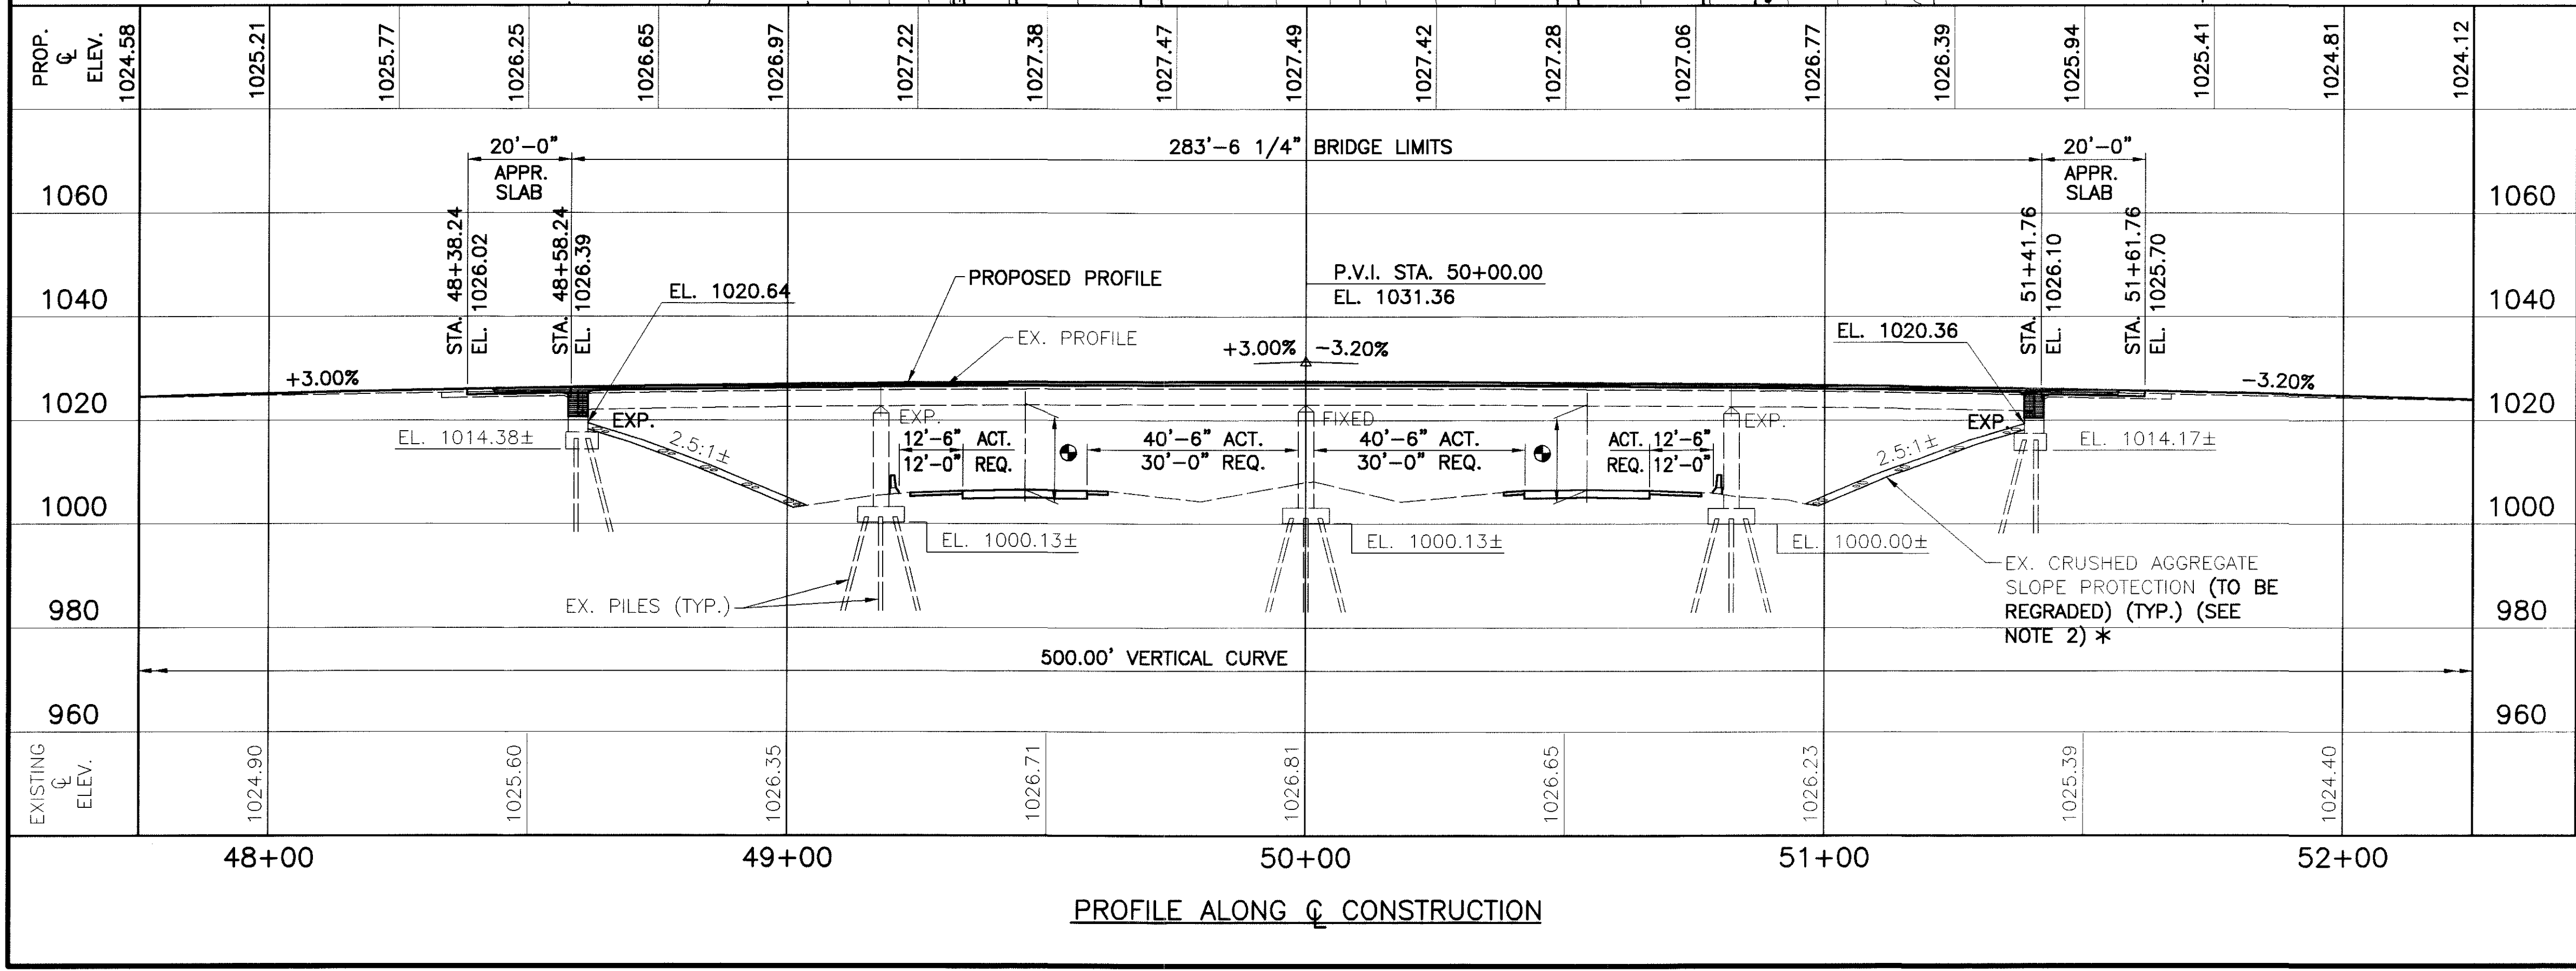 PROP.
℄
ELEV.
1024.58
1025.21
1025.77
1026.25
1026.65
1026.97
1027.22
1027.38
1027.47
1027.49
1027.42
1027.28
1027.06
1026.77
1026.39
1025.94
1025.41
1024.81
1024.12
20'-0"
APPR.
SLAB
283'-6 1/4" BRIDGE LIMITS
20'-0"
APPR.
SLAB
1060
1060
STA. 48+38.24
EL. 1026.02
STA. 48+58.24
EL. 1026.39
STA. 51+41.76
EL. 1026.10
STA. 51+61.76
EL. 1025.70
PROPOSED PROFILE
P.V.I. STA. 50+00.00
EL. 1031.36
EL. 1020.64
1040
1040
EX. PROFILE
EL. 1020.36
+3.00%
-3.20%
+3.00%
-3.20%
1020
1020
EXP.
EXP.
FIXED
EXP.
EXP.
EL. 1014.38±
2.5:1±
12'-6" ACT.
12'-0" REQ.
40'-6" ACT.
30'-0" REQ.
40'-6" ACT.
30'-0" REQ.
ACT. 12'-6"
REQ. 12'-0"
2.5:1±
EL. 1014.17±
1000
1000
EL. 1000.13±
EL. 1000.13±
EL. 1000.00±
EX. CRUSHED AGGREGATE
SLOPE PROTECTION (TO BE
REGRADED) (TYP.) (SEE
NOTE 2) *
EX. PILES (TYP.)
980
980
500.00' VERTICAL CURVE
960
960
EXISTING
℄
ELEV.
1024.90
1025.60
1026.35
1026.71
1026.81
1026.65
1026.23
1025.39
1024.40
48+00
49+00
50+00
51+00
52+00
PROFILE ALONG ℄ CONSTRUCTION